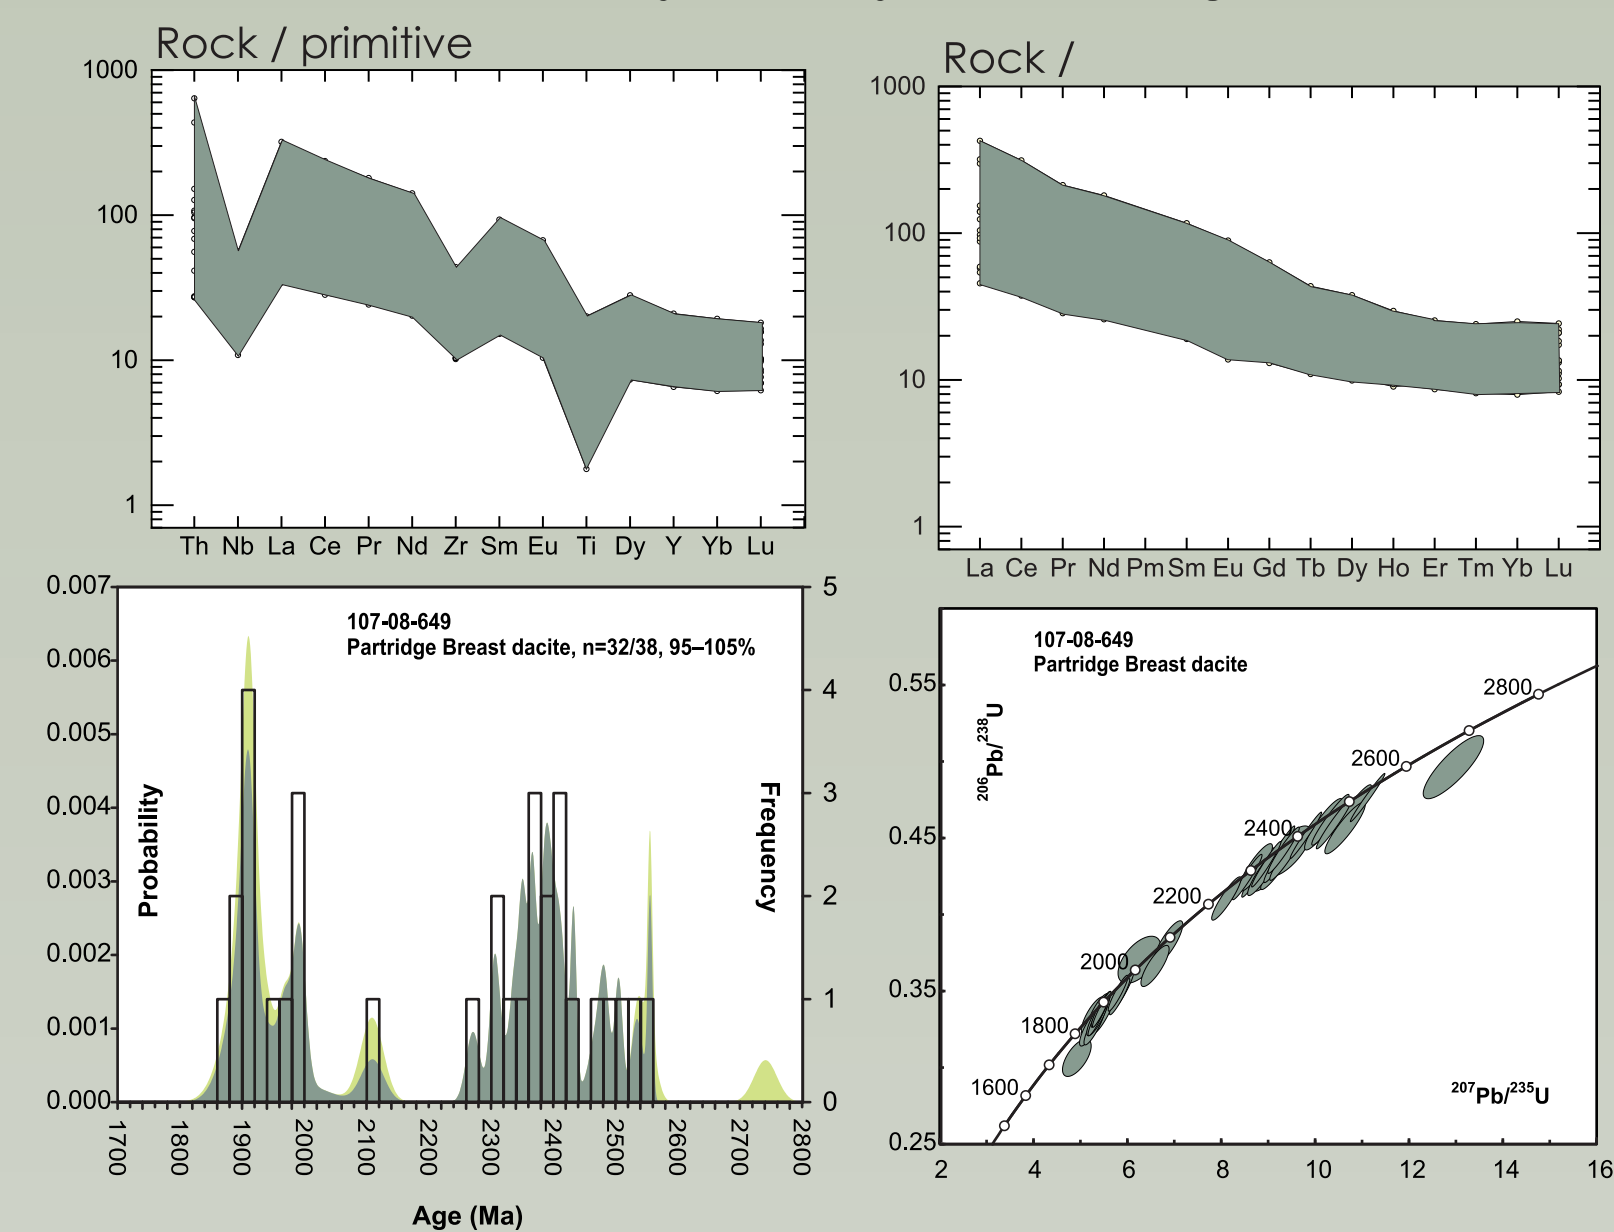 Rock / primitive
1000
100
10
1
Th Nb La Ce Pr Nd Zr Sm Eu Ti Dy Y Yb Lu
Rock /
1000
100
10
1
La Ce Pr Nd Pm Sm Eu Gd Tb Dy Ho Er Tm Yb Lu
107-08-649
Partridge Breast dacite, n=32/38, 95–105%
0.007
0.006
0.005
0.004
0.003
0.002
0.001
0.000
Probability
5
4
3
2
1
0
Frequency
1700 1800 1900 2000 2100 2200 2300 2400 2500 2600 2700 2800
Age (Ma)
107-08-649
Partridge Breast dacite
0.55
0.45
0.35
0.25
206Pb/238U
2800
2600
2400
2200
2000
1800
1600
207Pb/235U
2 4 6 8 10 12 14 16